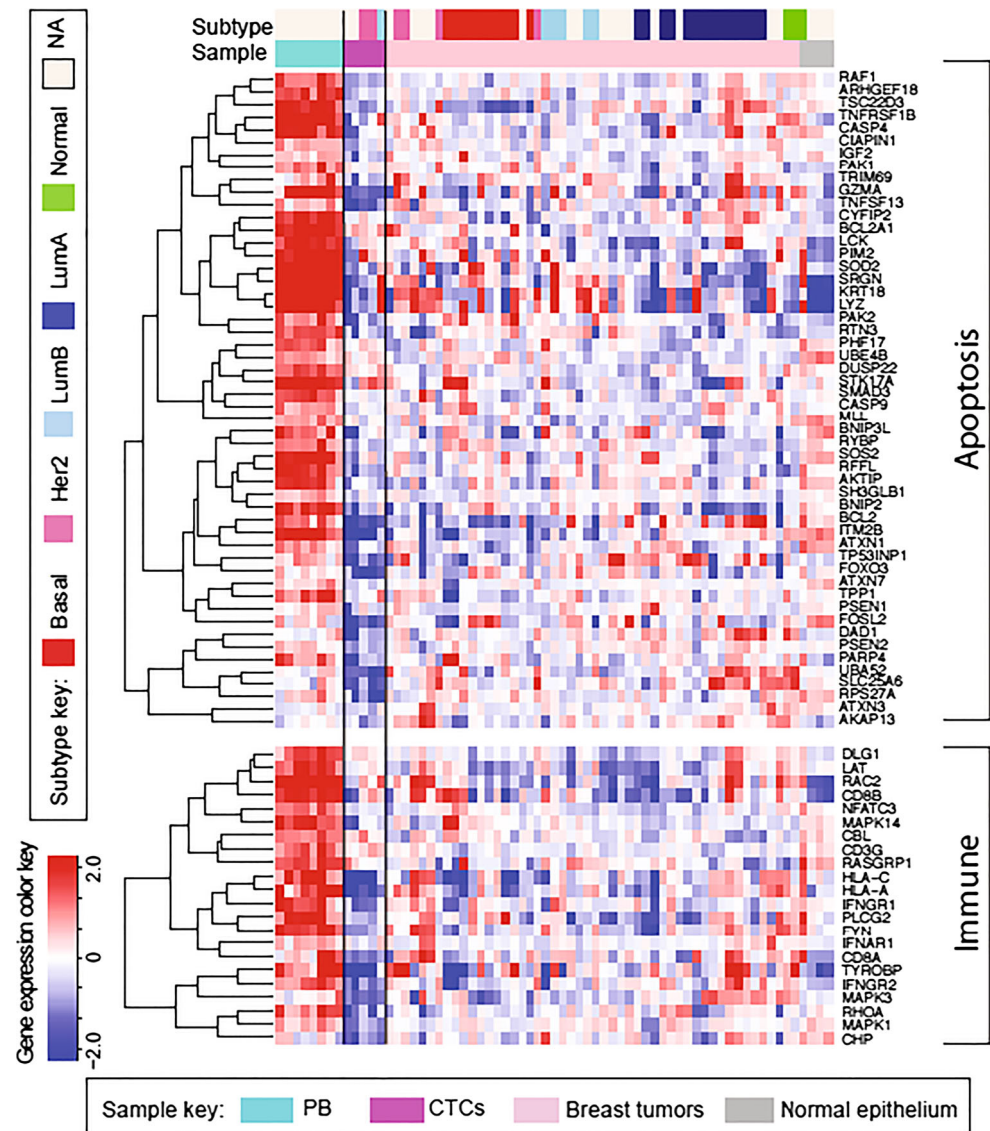 Subtype
Sample
Subtype key: Basal Her2 LumB LumA Normal NA
Gene expression color key
2.0
0
−2.0
RAF1
ARHGEF18
TSC22D3
TNFRSF1B
CASP4
CIAPIN1
IGF2
PAK1
TRIM69
GZMA
TNFSF13
CYFIP2
BCL2A1
LCK
PIM2
SOD2
SRGN
KRT18
LYZ
PAK2
RTN3
PHF17
UBE4B
DUSP22
STK17A
SMAD3
CASP9
MLL
BNIP3L
RYBP
SOS2
RFFL
AKTIP
SH3GLB1
BNIP2
BCL2
ITM2B
ATXN1
TP53INP1
FOXO3
ATXN7
TPP1
PSEN1
FOSL2
DAD1
PSEN2
PARP4
UBA52
SLC25A6
RPS27A
ATXN3
AKAP13
Apoptosis
DLG1
LAT
RAC2
CD8B
NFATC3
MAPK14
CBL
CD3G
RASGRP1
HLA-C
HLA-A
IFNGR1
PLCG2
FYN
IFNAR1
CD8A
TYROBP
IFNGR2
MAPK3
RHOA
MAPK1
CHP
Immune
Sample key: PB CTCs Breast tumors Normal epithelium